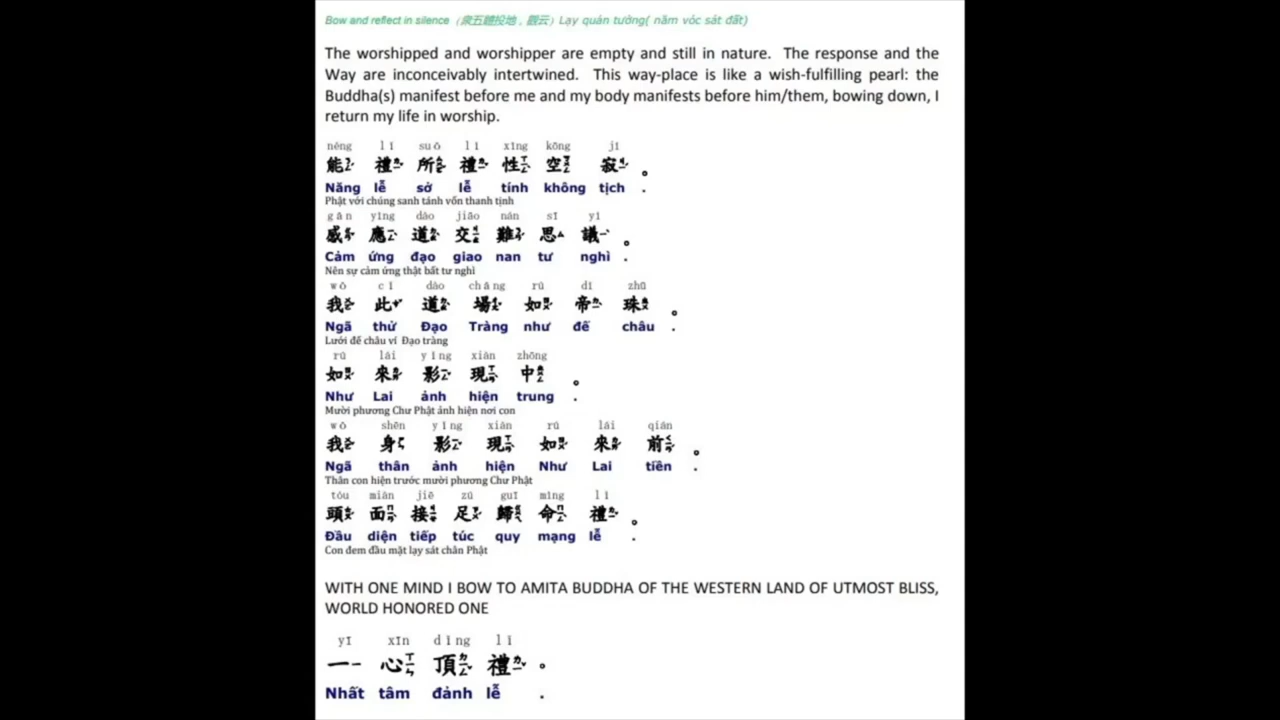 Bow and reflect in silence (衆五體投地，觀云) Lạy quán tưởng( năm vóc sát đất)
The worshipped and worshipper are empty and still in nature. The response and the
Way are inconceivably intertwined. This way-place is like a wish-fulfilling pearl: the
Buddha(s) manifest before me and my body manifests before him/them, bowing down, I
return my life in worship.
néng lǐ suǒ lǐ xìng kōng jí
能 禮 所 禮 性 空 寂 。
Năng lễ sở lễ tính không tịch .
Phật với chúng sanh tánh vốn thanh tịnh
gǎn yìng dào jiāo nán sī yì
感 應 道 交 難 思 議 。
Cảm ứng đạo giao nan tư nghì .
Nên sự cảm ứng thật bất tư nghì
wǒ cǐ dào chǎng rú dì zhū
我 此 道 場 如 帝 珠 。
Ngã thử Đạo Tràng như đế châu .
Lưới đế châu ví Đạo tràng
rú lái yǐng xiàn zhōng
如 來 影 現 中 。
Như Lai ảnh hiện trung .
Mười phương Chư Phật ảnh hiện nơi con
wǒ shēn yǐng xiàn rú lái qián
我 身 影 現 如 來 前 。
Ngã thân ảnh hiện Như Lai tiền .
Thân con hiện trước mười phương Chư Phật
tóu miàn jiē zú guī mìng lǐ
頭 面 接 足 歸 命 禮 。
Đầu diện tiếp túc quy mạng lễ .
Con đem đầu mặt lạy sát chân Phật
WITH ONE MIND I BOW TO AMITA BUDDHA OF THE WESTERN LAND OF UTMOST BLISS,
WORLD HONORED ONE
yī xīn dǐng lǐ
一 心 頂 禮 。
Nhất tâm đảnh lễ .